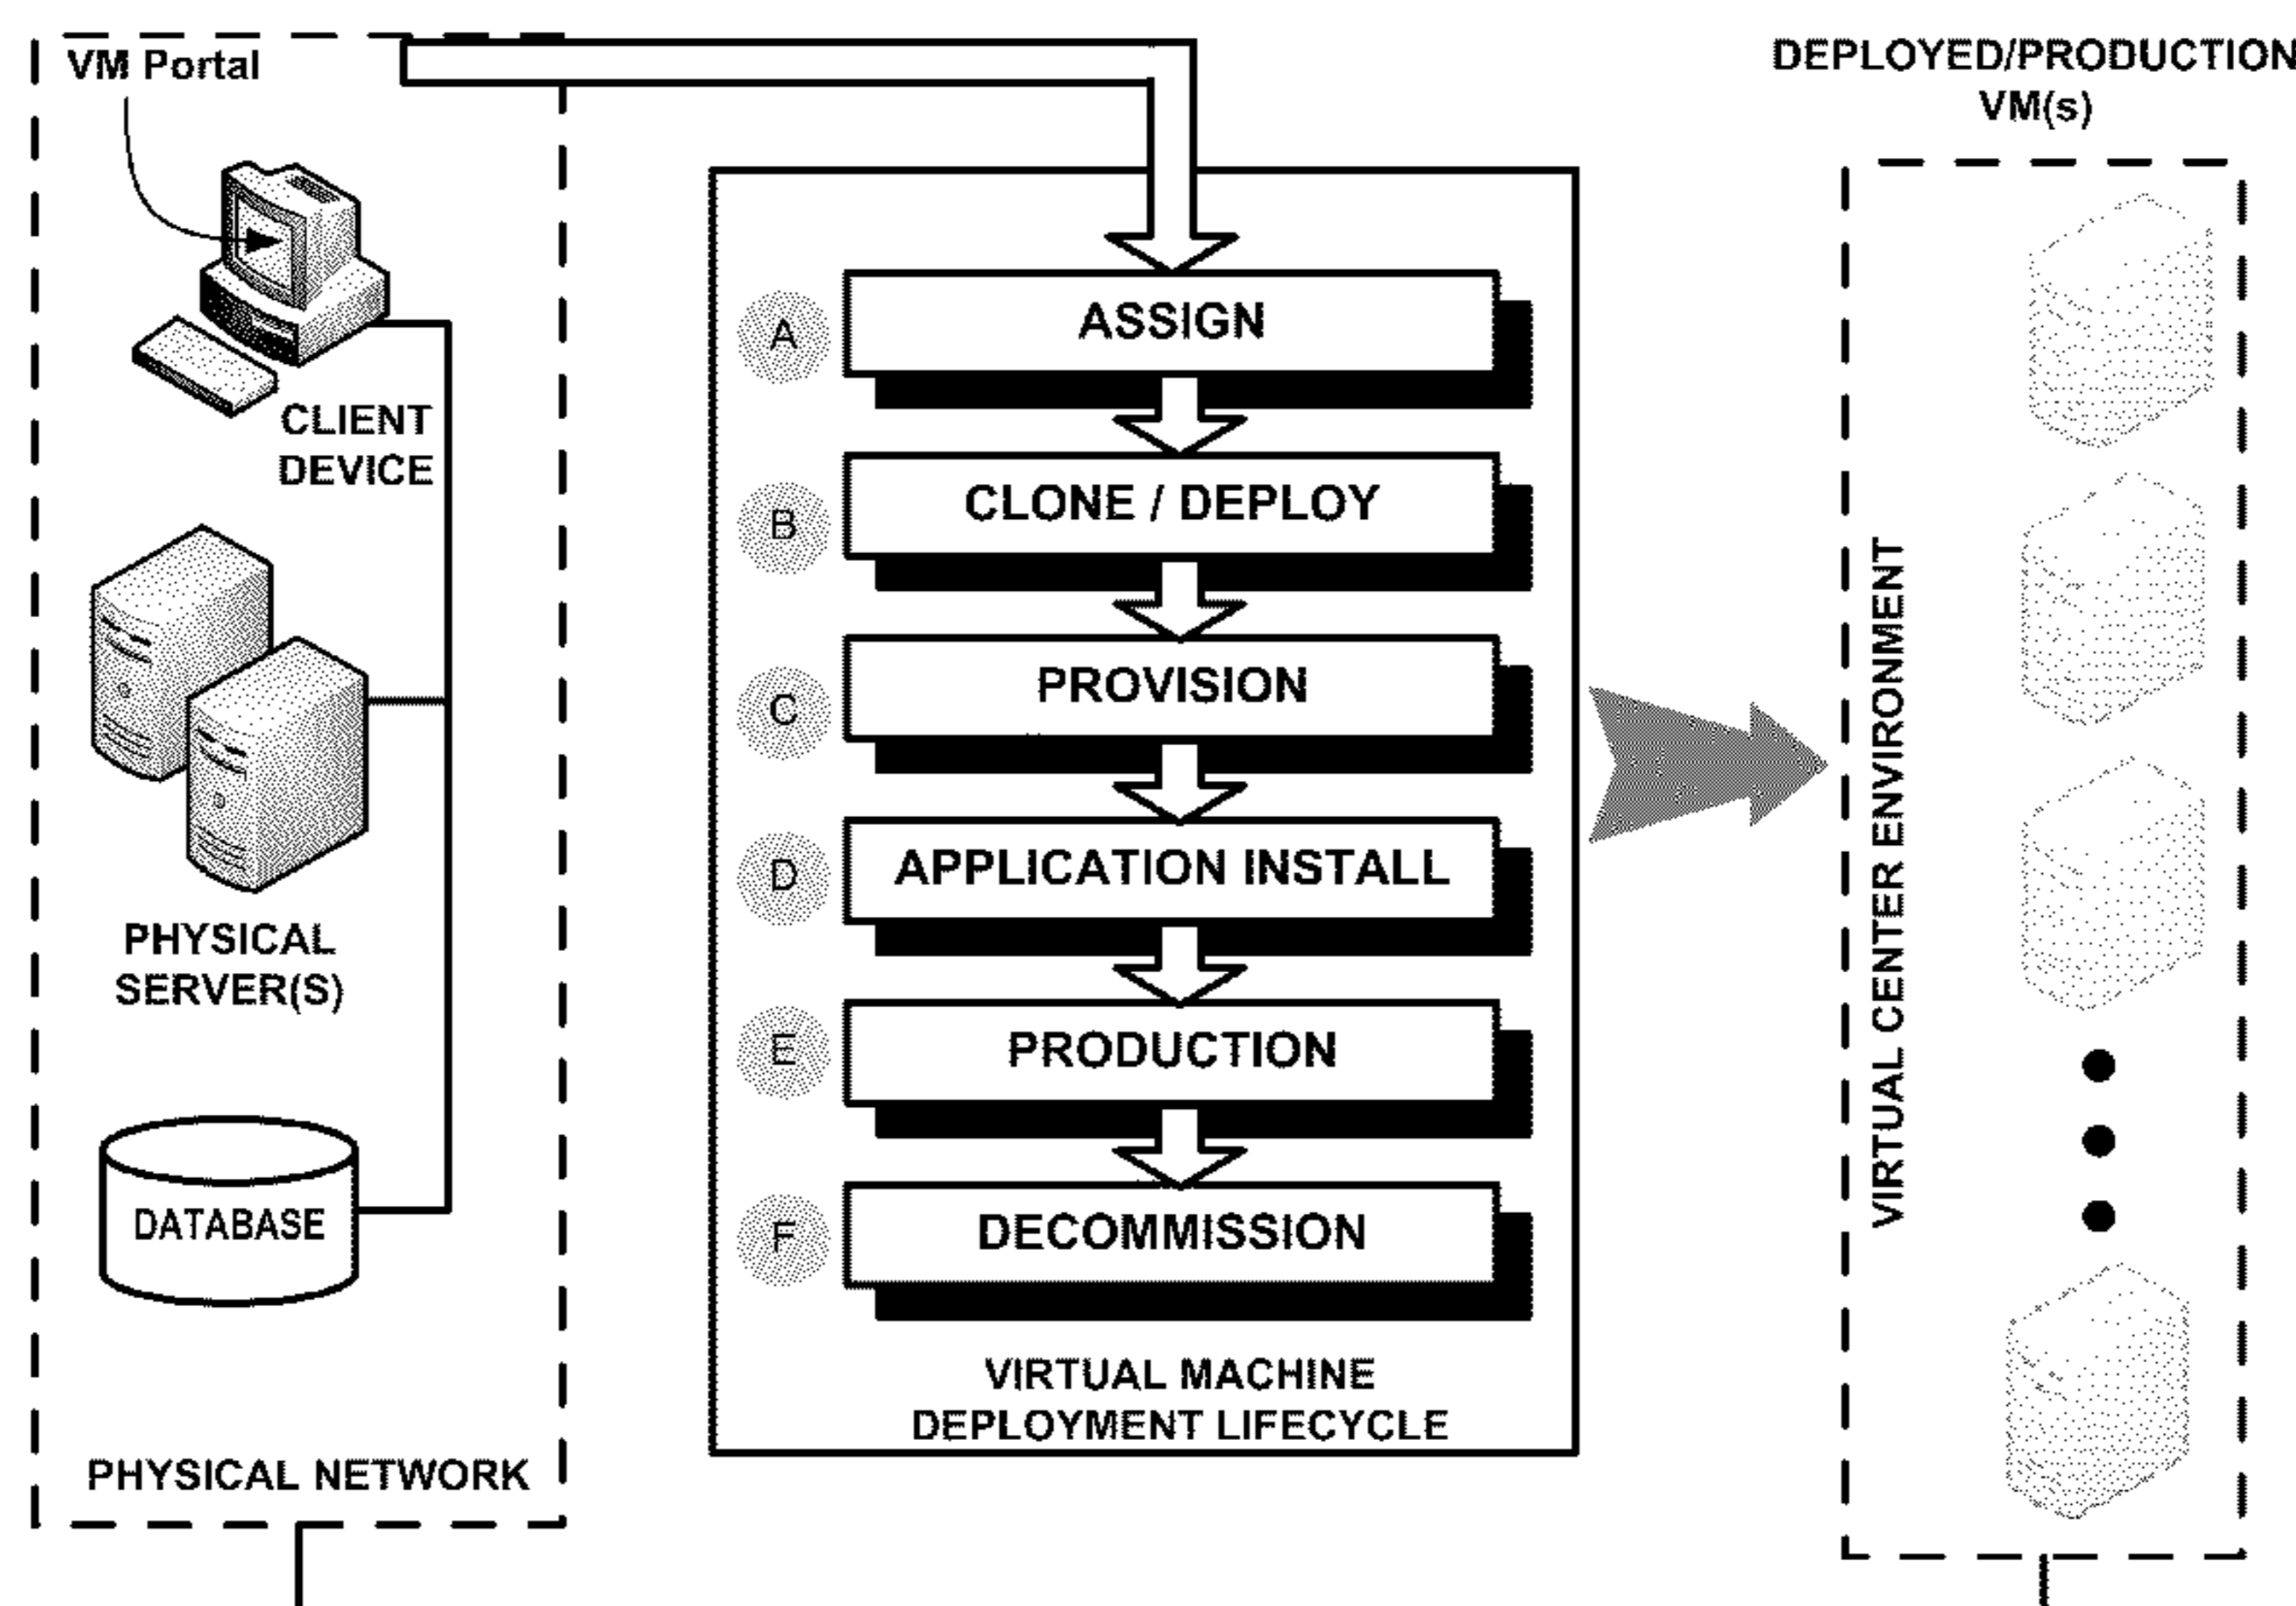 VM Portal
CLIENT
DEVICE
PHYSICAL
SERVER(S)
DATABASE
PHYSICAL NETWORK
A
ASSIGN
B
CLONE / DEPLOY
C
PROVISION
D
APPLICATION INSTALL
E
PRODUCTION
F
DECOMMISSION
VIRTUAL MACHINE
DEPLOYMENT LIFECYCLE
DEPLOYED/PRODUCTION
VM(s)
VIRTUAL CENTER ENVIRONMENT